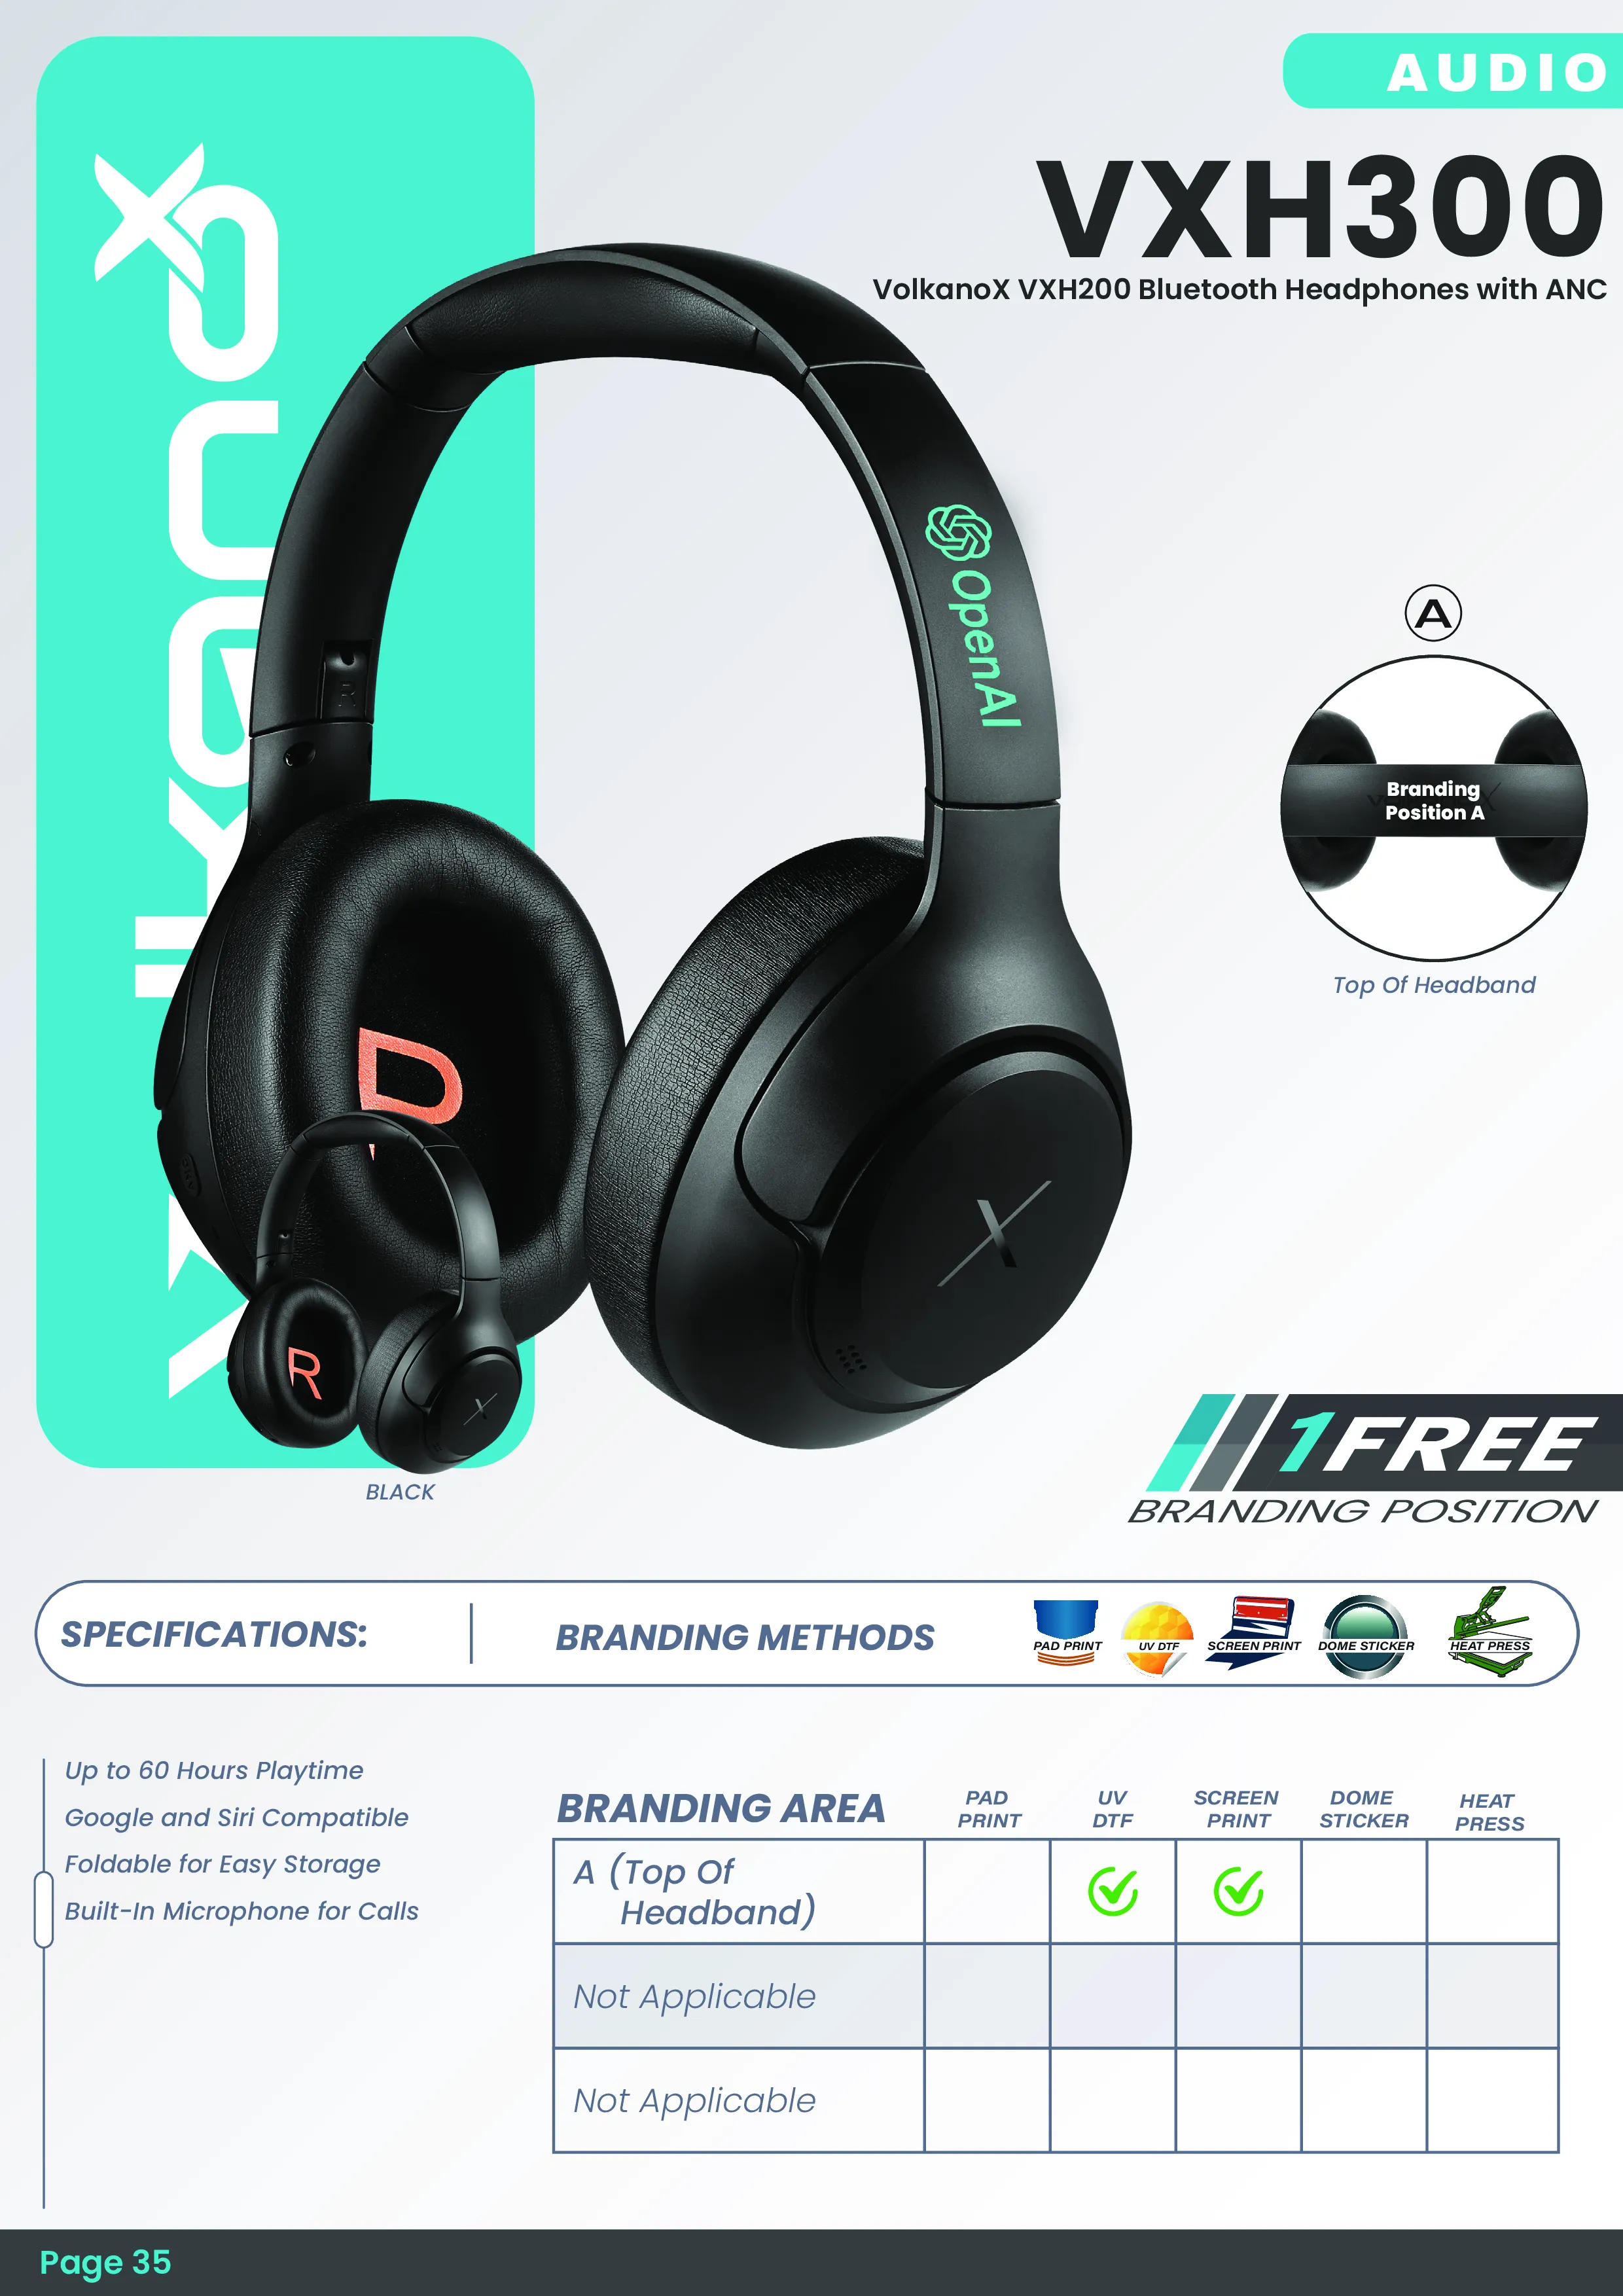 AUDIO
VXH300
VolkanoX VXH200 Bluetooth Headphones with ANC
OpenAI
A
Branding
Position A
Top Of Headband
R
R
X
BLACK
1 FREE
BRANDING POSITION
SPECIFICATIONS:
BRANDING METHODS
PAD PRINT
UV DTF
SCREEN PRINT
DOME STICKER
HEAT PRESS
Up to 60 Hours Playtime
Google and Siri Compatible
Foldable for Easy Storage
Built-In Microphone for Calls
BRANDING AREA
PAD PRINT
UV DTF
SCREEN PRINT
DOME STICKER
HEAT PRESS
A (Top Of
Headband)
Not Applicable
Not Applicable
Page 35